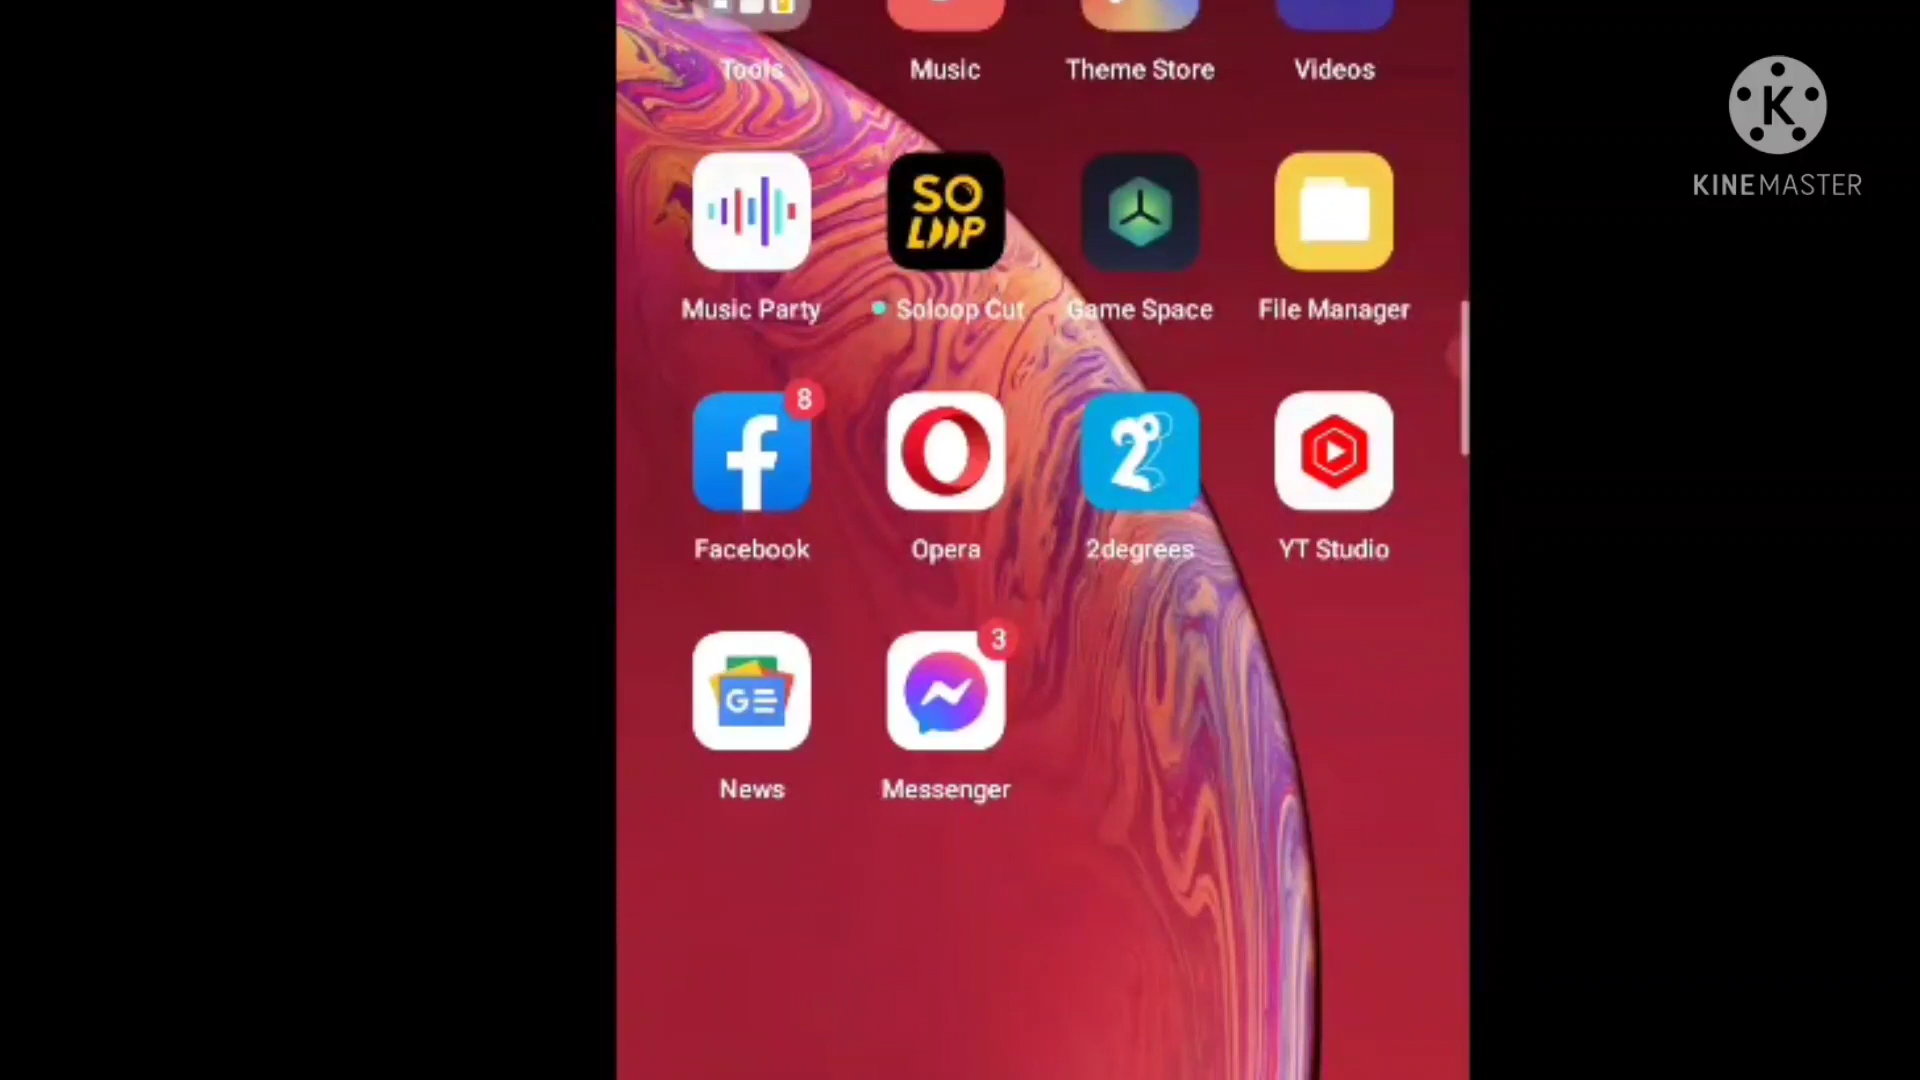 Tools Music Theme Store Videos
K
KINEMASTER
SO
LOOP
Music Party Soloop Cut Game Space File Manager
8
f
2°
Facebook Opera 2degrees YT Studio
3
G
News Messenger